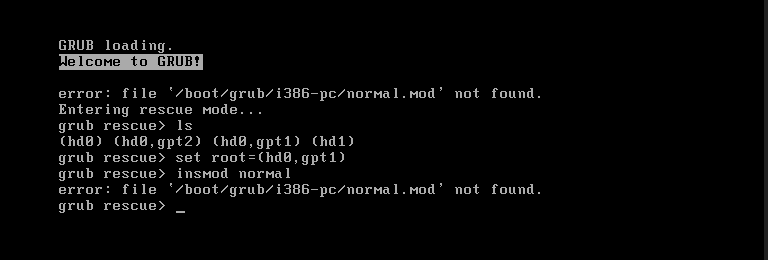 GRUB loading.
Welcome to GRUB!
error: file `/boot/grub/i386-pc/normal.mod' not found.
Entering rescue mode...
grub rescue> ls
(hd0) (hd0,gpt2) (hd0,gpt1) (hd1)
grub rescue> set root=(hd0,gpt1)
grub rescue> insmod normal
error: file `/boot/grub/i386-pc/normal.mod' not found.
grub rescue> _